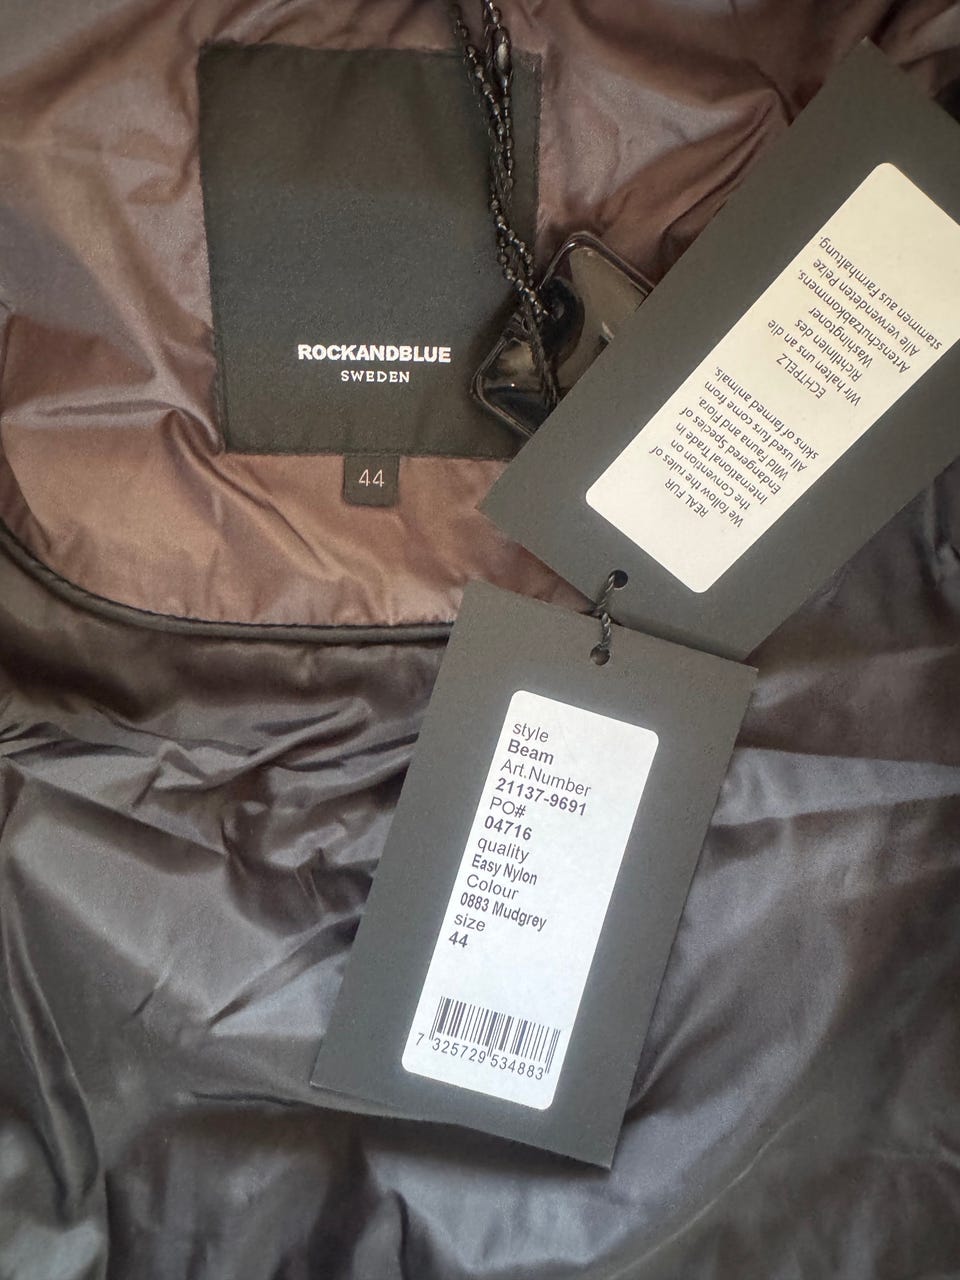 ROCKANDBLUE
SWEDEN
44
REAL FUR
We follow the rules of
the Convention on
International Trade in
Endangered Species of
Wild Fauna and Flora.
All used furs come from
skins of farmed animals.
ECHTPELZ
Wir halten uns an die
Richtlinien des
Washingtoner
Artenschutzabkommens.
Alle verwendeten Pelze
stammen aus Farmhaltung.
style
Beam
Art.Number
21137-9691
PO#
04716
quality
Easy Nylon
Colour
0883 Mudgrey
size
44
7 325729 534883